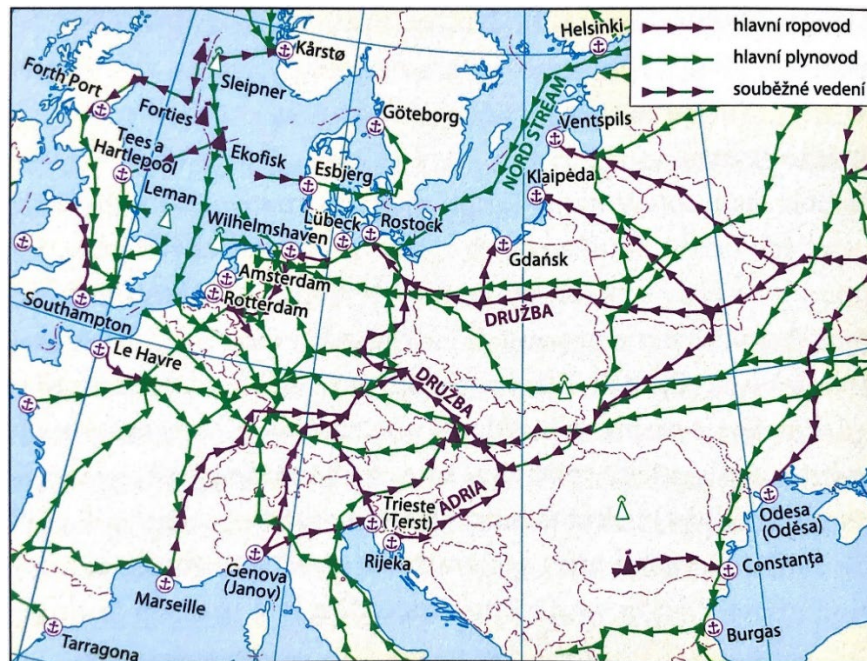 hlavní ropovod
hlavní plynovod
souběžné vedení
Helsinki
Kårstø
Sleipner
Forth Port
Forties
Göteborg
Tees a
Hartlepool
Ekofisk
NORD STREAM
Ventspils
Esbjerg
Klaipėda
Leman
Lübeck
Wilhelmshaven
Rostock
Gdańsk
Amsterdam
Rotterdam
DRUŽBA
Southampton
Le Havre
DRUŽBA
ADRIA
Trieste
(Terst)
Odesa
(Oděsa)
Rijeka
Genova
(Janov)
Constanța
Marseille
Burgas
Tarragona